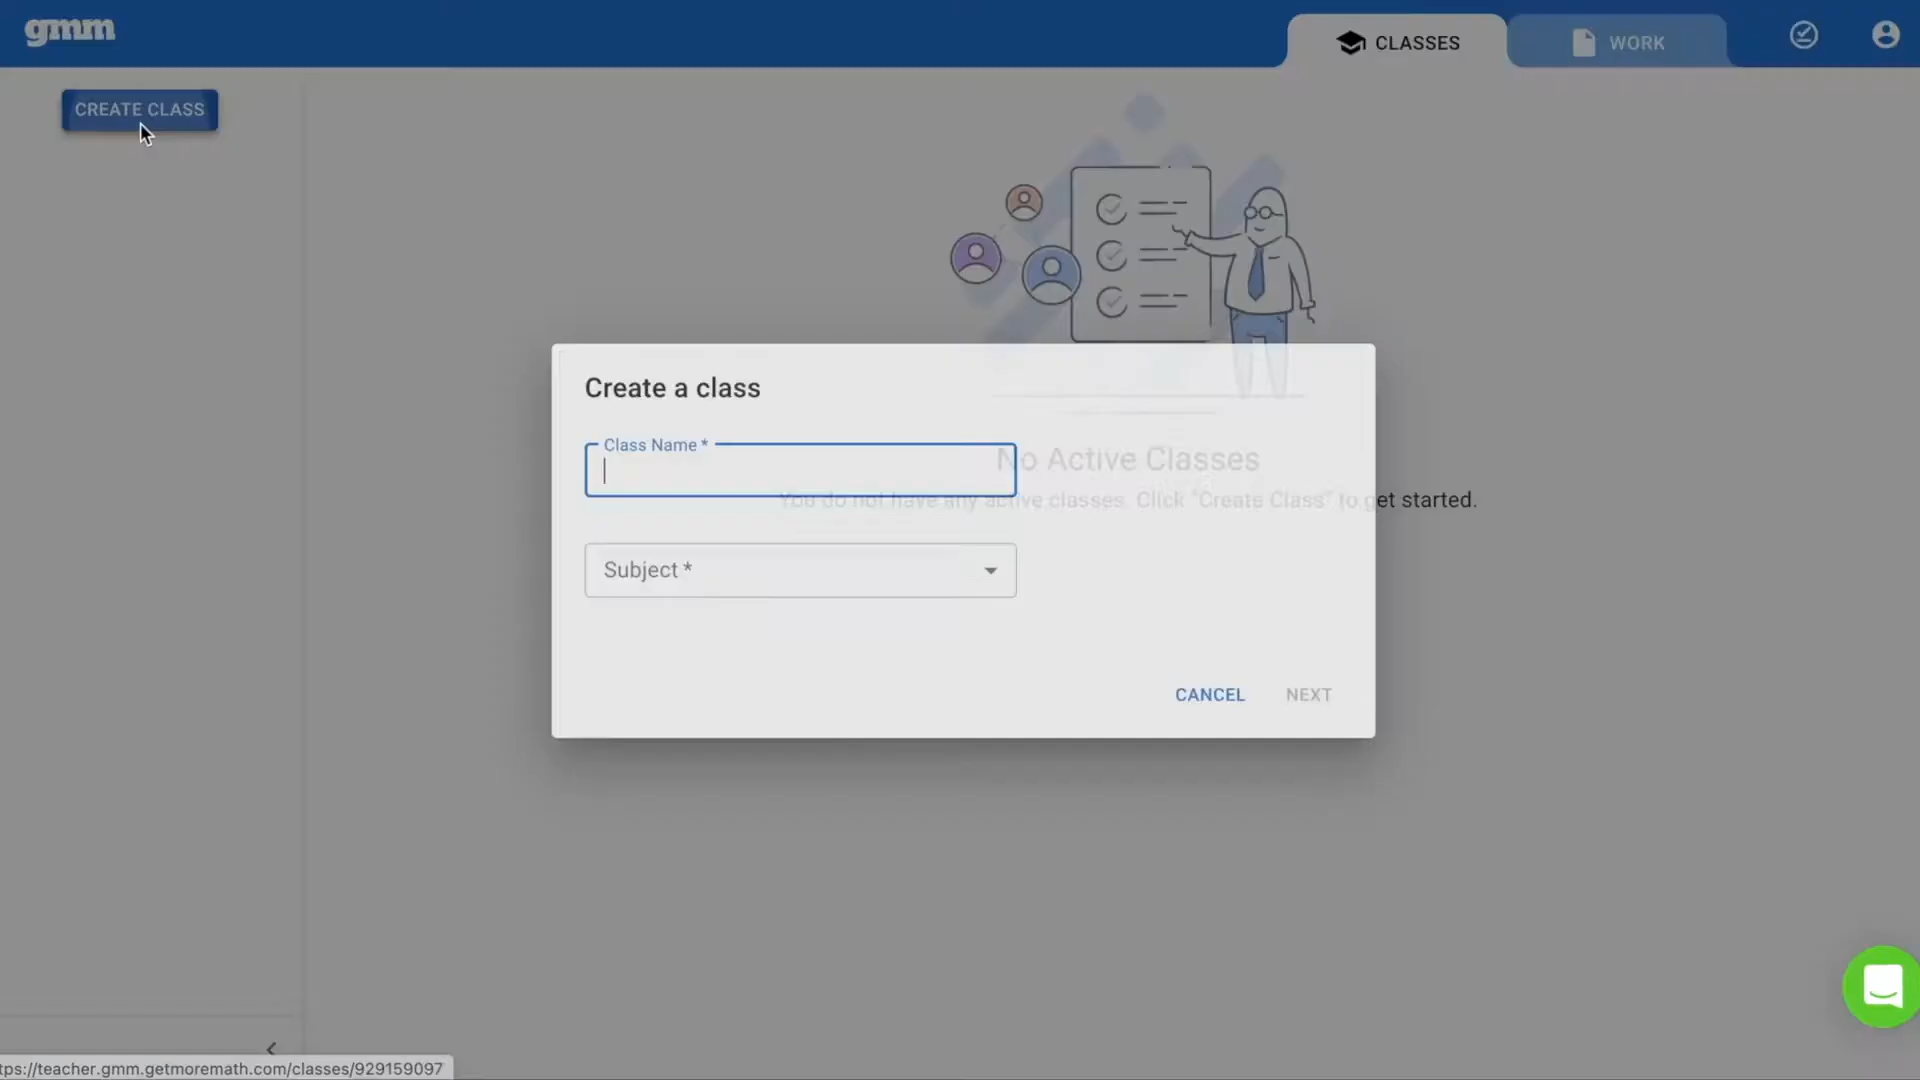 gmm
CLASSES
WORK
CREATE CLASS
Create a class
Class Name *
No Active Classes
You do not have any active classes. Click "Create Class" to get started.
Subject *
CANCEL
NEXT
tps://teacher.gmm.getmoremath.com/classes/929159097